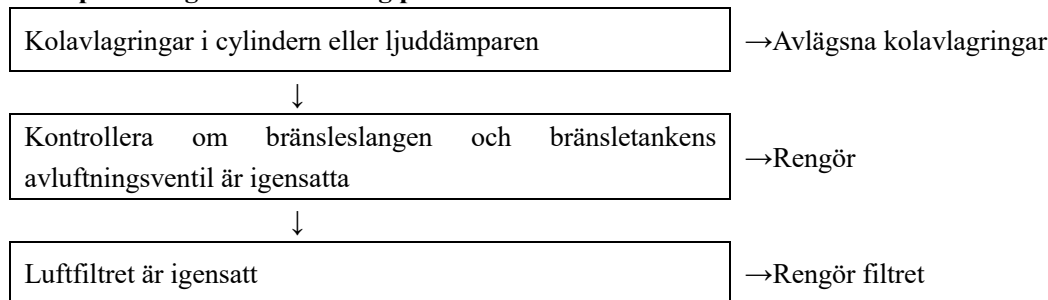 Kolavlagringar i cylindern eller ljuddämparen →Avlägsna kolavlagringar
↓
Kontrollera om bränsleslangen och bränsletankens
avluftningsventil är igensatta →Rengör
↓
Luftfiltret är igensatt →Rengör filtret